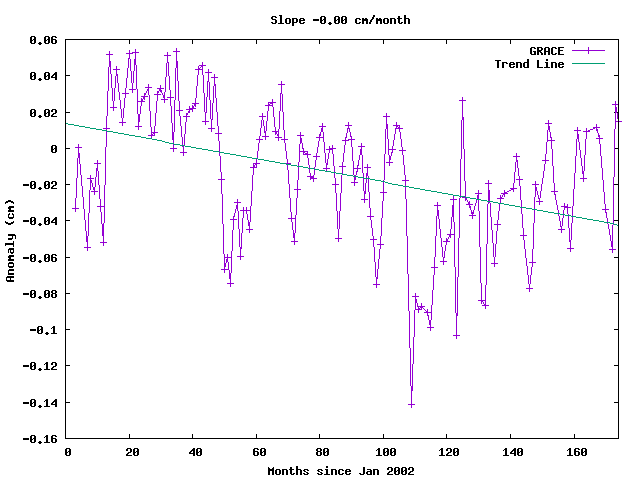 Slope -0.00 cm/month
GRACE
Trend Line
0.06
0.04
0.02
0
-0.02
-0.04
-0.06
-0.08
-0.1
-0.12
-0.14
-0.16
Anomaly (cm)
0 20 40 60 80 100 120 140 160
Months since Jan 2002